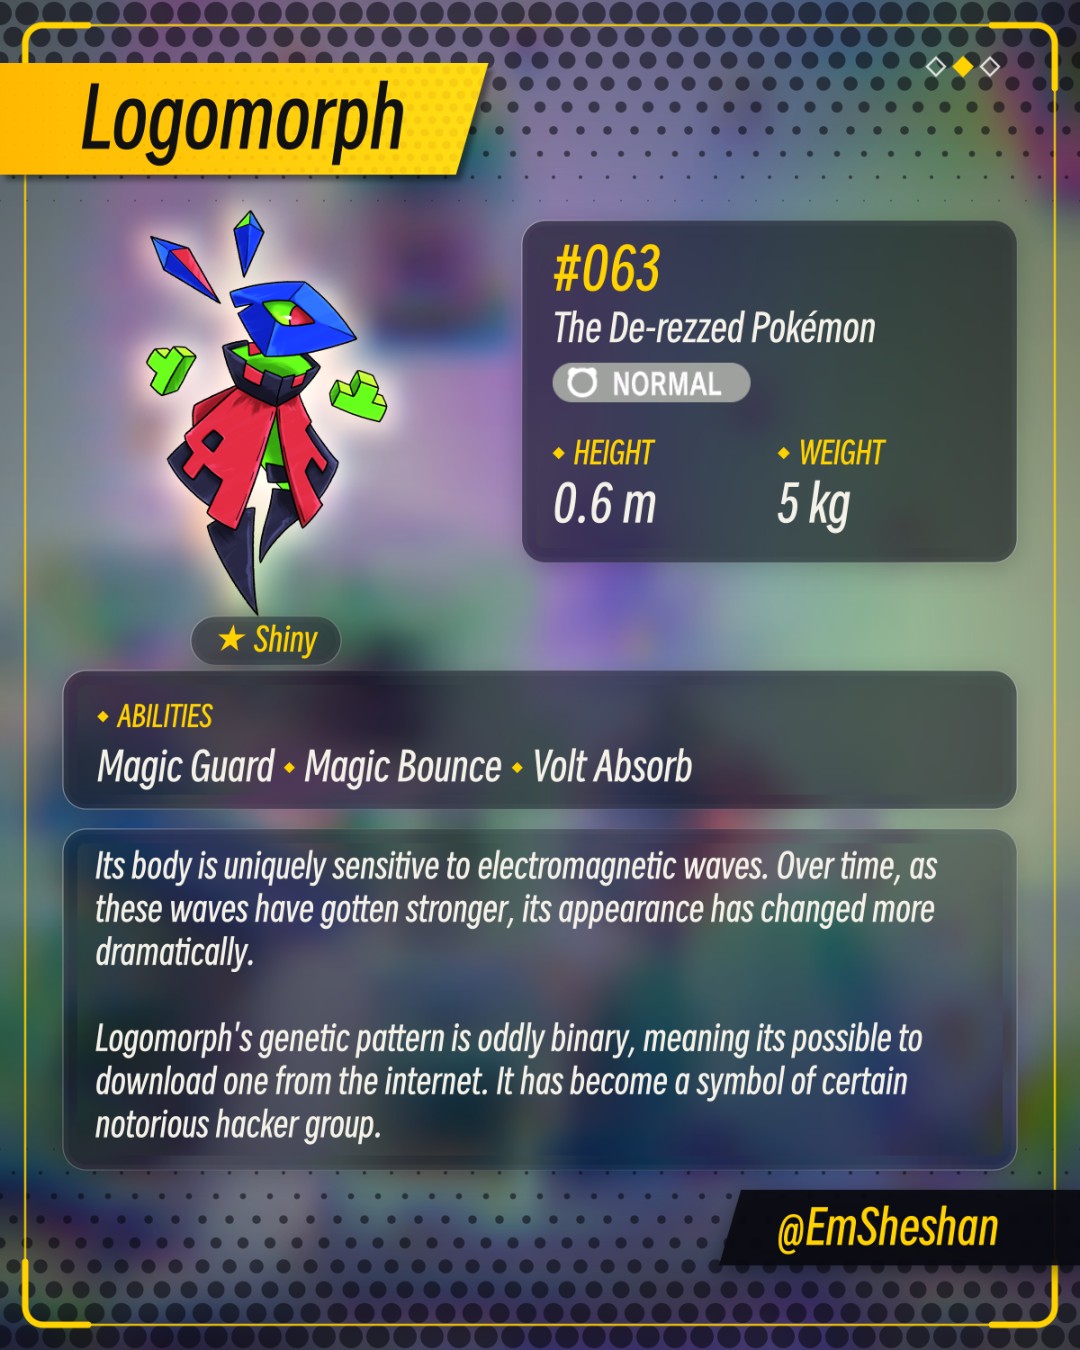 Logomorph
#063
The De-rezzed Pokémon
NORMAL
HEIGHT
WEIGHT
0.6 m
5 kg
★ Shiny
ABILITIES
Magic Guard ⬥ Magic Bounce ⬥ Volt Absorb
Its body is uniquely sensitive to electromagnetic waves. Over time, as
these waves have gotten stronger, its appearance has changed more
dramatically.
Logomorph's genetic pattern is oddly binary, meaning its possible to
download one from the internet. It has become a symbol of certain
notorious hacker group.
@EmSheshan